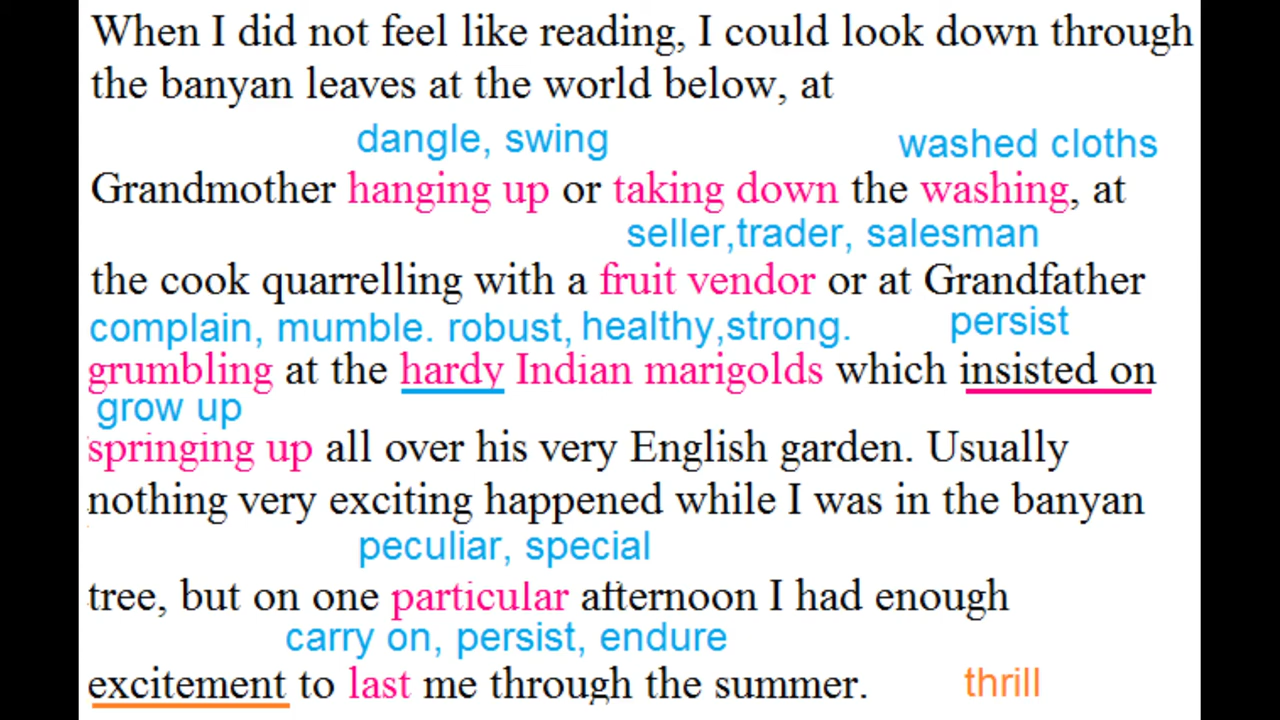 When I did not feel like reading, I could look down through
the banyan leaves at the world below, at
dangle, swing washed cloths
Grandmother hanging up or taking down the washing, at
seller,trader, salesman
the cook quarrelling with a fruit vendor or at Grandfather
complain, mumble. robust, healthy,strong. persist
grumbling at the hardy Indian marigolds which insisted on
grow up
springing up all over his very English garden. Usually
nothing very exciting happened while I was in the banyan
peculiar, special
tree, but on one particular afternoon I had enough
carry on, persist, endure
excitement to last me through the summer. thrill